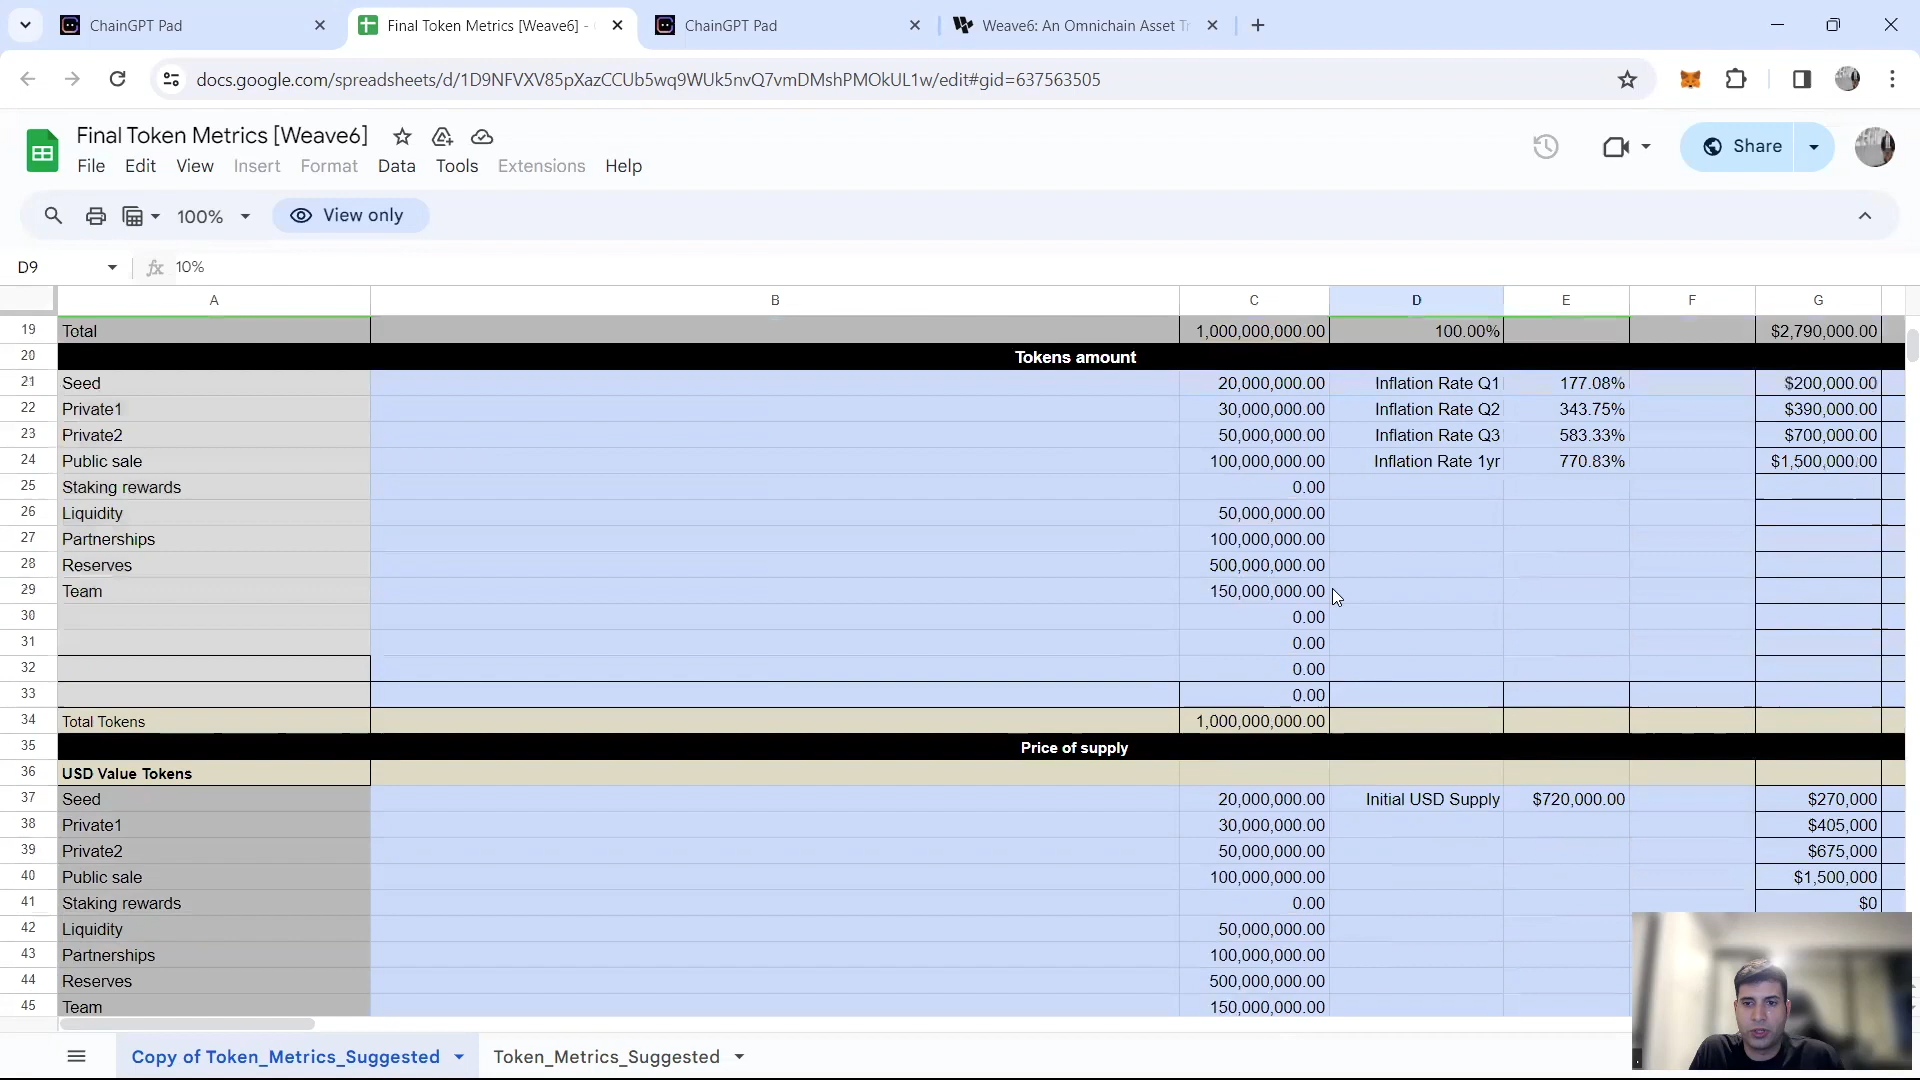 ChainGPT Pad
Final Token Metrics [Weave6] -
ChainGPT Pad
Weave6: An Omnichain Asset Tr
docs.google.com/spreadsheets/d/1D9NFVXV85pXazCCUb5wq9WUk5nvQ7vmDMshPMOkUL1w/edit#gid=637563505
Final Token Metrics [Weave6]
File Edit View Insert Format Data Tools Extensions Help
Share
100% View only
D9 fx 10%
A B C D E F G
19 Total 1,000,000,000.00 100.00% $2,790,000.00
20 Tokens amount
21 Seed 20,000,000.00 Inflation Rate Q1 177.08% $200,000.00
22 Private1 30,000,000.00 Inflation Rate Q2 343.75% $390,000.00
23 Private2 50,000,000.00 Inflation Rate Q3 583.33% $700,000.00
24 Public sale 100,000,000.00 Inflation Rate 1yr 770.83% $1,500,000.00
25 Staking rewards 0.00
26 Liquidity 50,000,000.00
27 Partnerships 100,000,000.00
28 Reserves 500,000,000.00
29 Team 150,000,000.00
30 0.00
31 0.00
32 0.00
33 0.00
34 Total Tokens 1,000,000,000.00
35 Price of supply
36 USD Value Tokens
37 Seed 20,000,000.00 Initial USD Supply $720,000.00 $270,000
38 Private1 30,000,000.00 $405,000
39 Private2 50,000,000.00 $675,000
40 Public sale 100,000,000.00 $1,500,000
41 Staking rewards 0.00 $0
42 Liquidity 50,000,000.00
43 Partnerships 100,000,000.00
44 Reserves 500,000,000.00
45 Team 150,000,000.00
Copy of Token_Metrics_Suggested Token_Metrics_Suggested